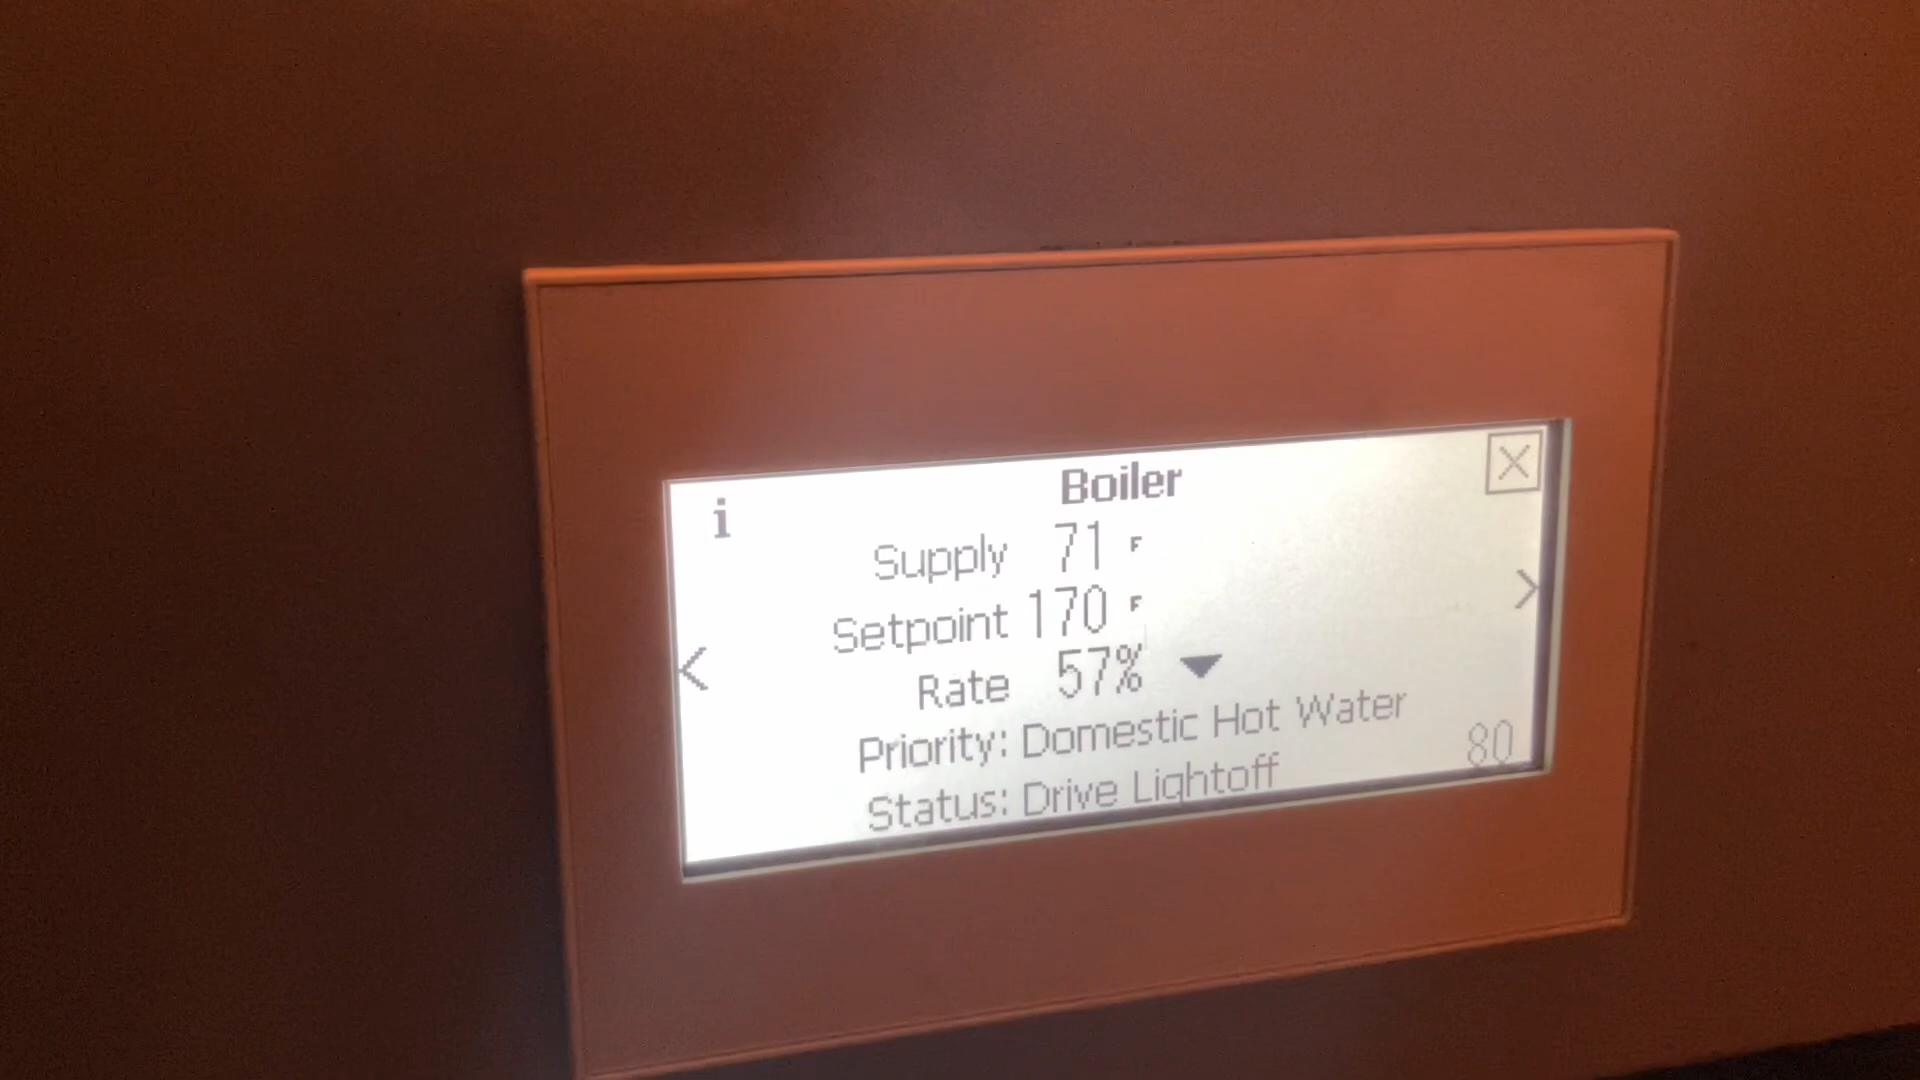 Boiler
i
Supply 71 F
Setpoint 170 F
Rate 57%
Priority: Domestic Hot Water
Status: Drive Lightoff 80